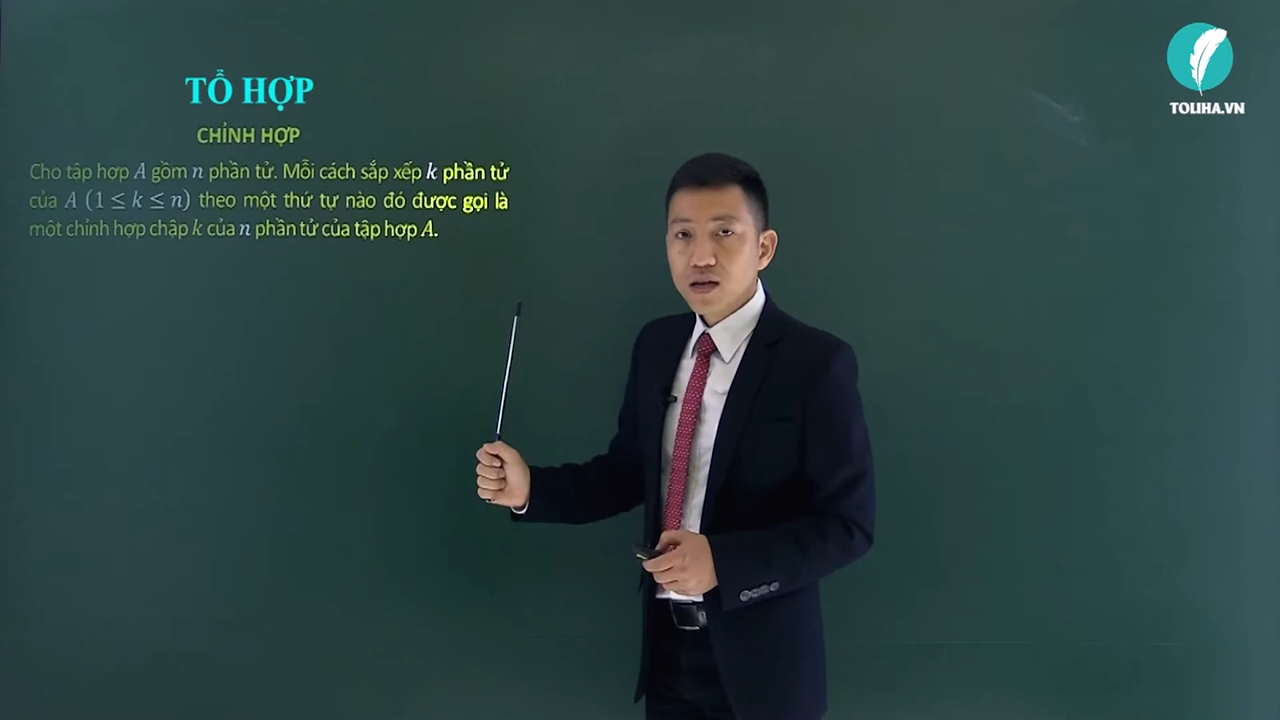 TỔ HỢP
CHỈNH HỢP
Cho tập hợp A gồm n phần tử. Mỗi cách sắp xếp k phần tử
của A (1 ≤ k ≤ n) theo một thứ tự nào đó được gọi là
một chỉnh hợp chập k của n phần tử của tập hợp A.
TOLIHA.VN